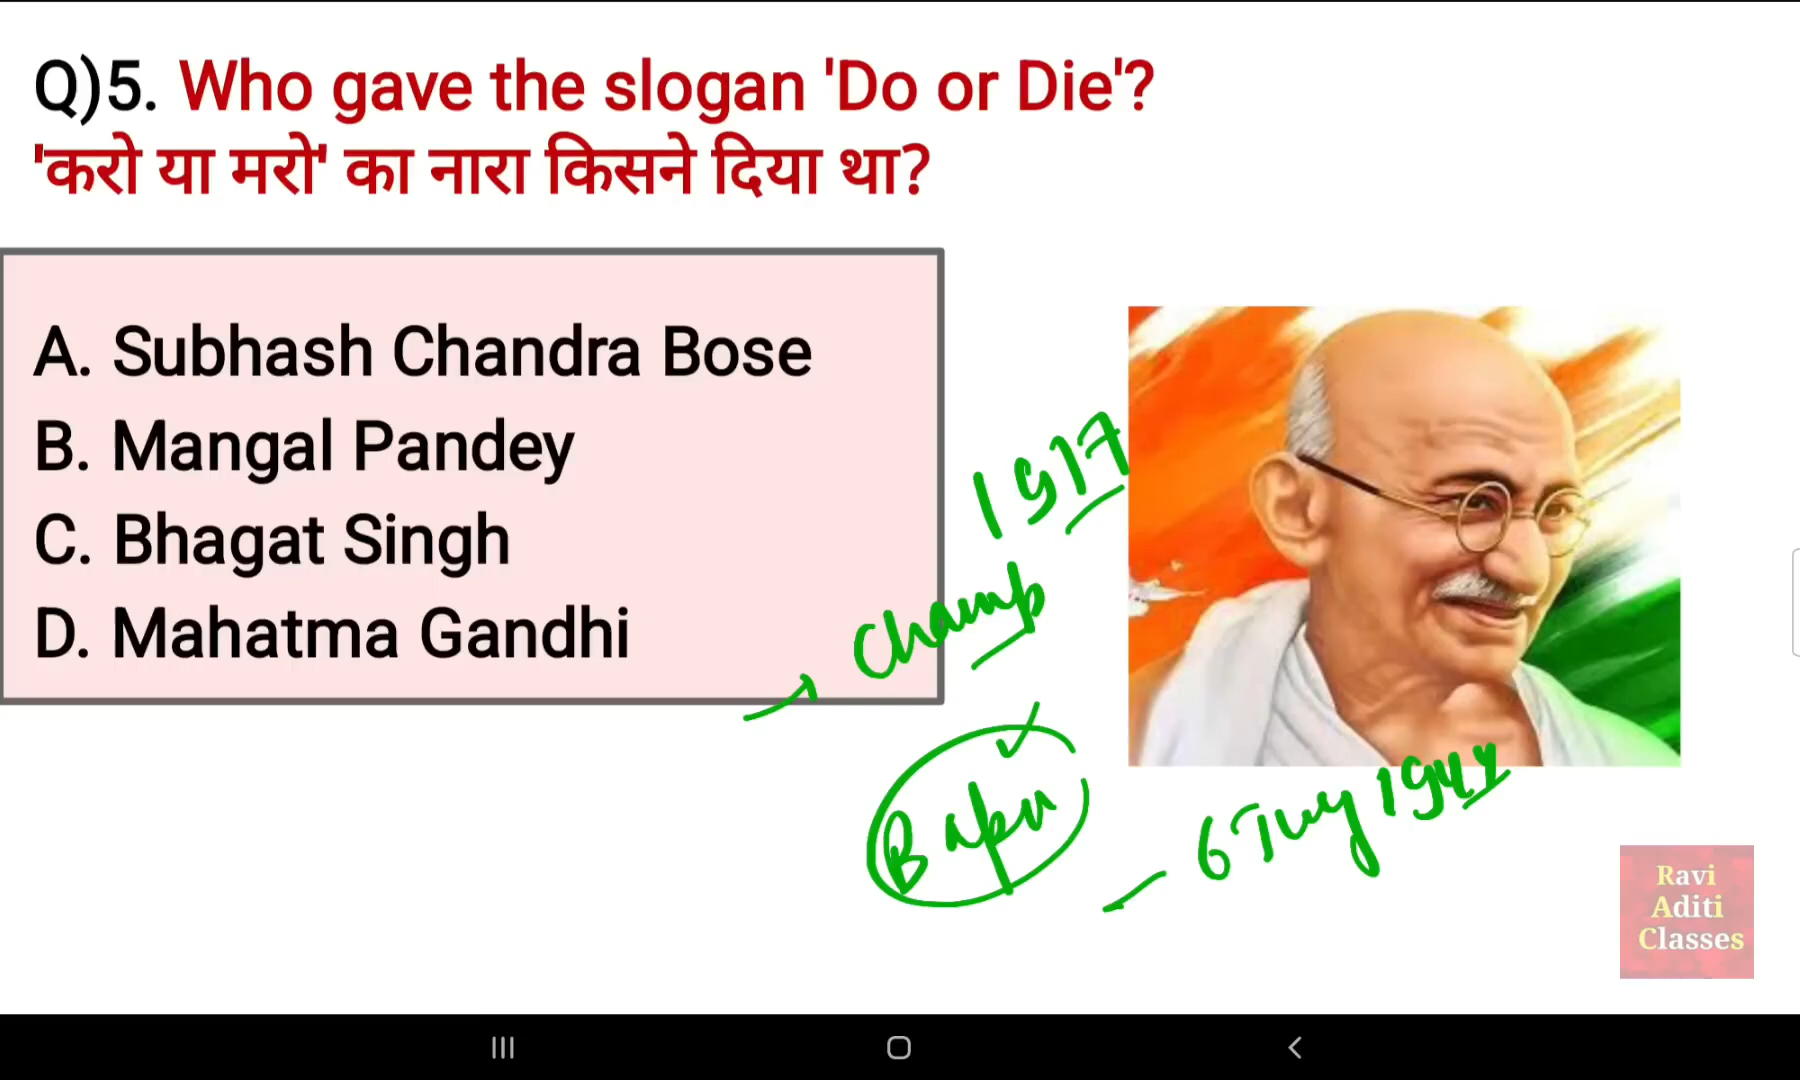 Q)5. Who gave the slogan 'Do or Die'?
'करो या मरो' का नारा किसने दिया था?
A. Subhash Chandra Bose
B. Mangal Pandey
C. Bhagat Singh
D. Mahatma Gandhi
1917
Champ
Bapu
6 July 1944
Ravi
Aditi
Classes